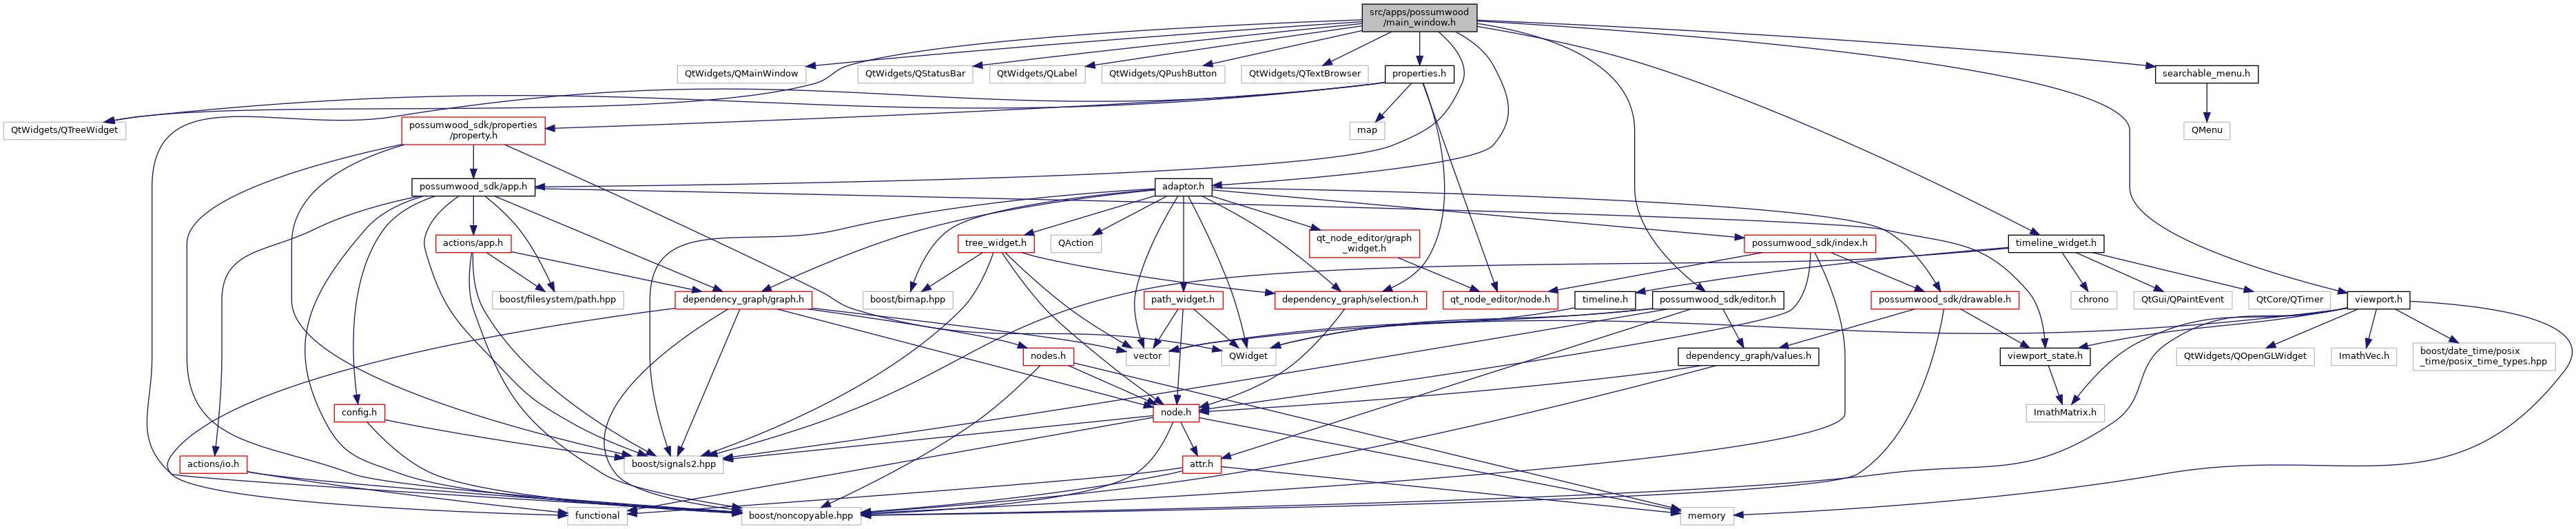 src/apps/possumwood
/main_window.h
QtWidgets/QMainWindow
QtWidgets/QStatusBar
QtWidgets/QLabel
QtWidgets/QPushButton
QtWidgets/QTextBrowser
properties.h
searchable_menu.h
QtWidgets/QTreeWidget
possumwood_sdk/properties
/property.h
map
QMenu
possumwood_sdk/app.h
adaptor.h
actions/app.h
tree_widget.h
QAction
qt_node_editor/graph
_widget.h
possumwood_sdk/index.h
timeline_widget.h
boost/filesystem/path.hpp
dependency_graph/graph.h
boost/bimap.hpp
path_widget.h
dependency_graph/selection.h
qt_node_editor/node.h
timeline.h
possumwood_sdk/editor.h
possumwood_sdk/drawable.h
chrono
QtGui/QPaintEvent
QtCore/QTimer
viewport.h
nodes.h
vector
QWidget
dependency_graph/values.h
viewport_state.h
QtWidgets/QOpenGLWidget
ImathVec.h
boost/date_time/posix
_time/posix_time_types.hpp
config.h
node.h
ImathMatrix.h
actions/io.h
boost/signals2.hpp
attr.h
functional
boost/noncopyable.hpp
memory